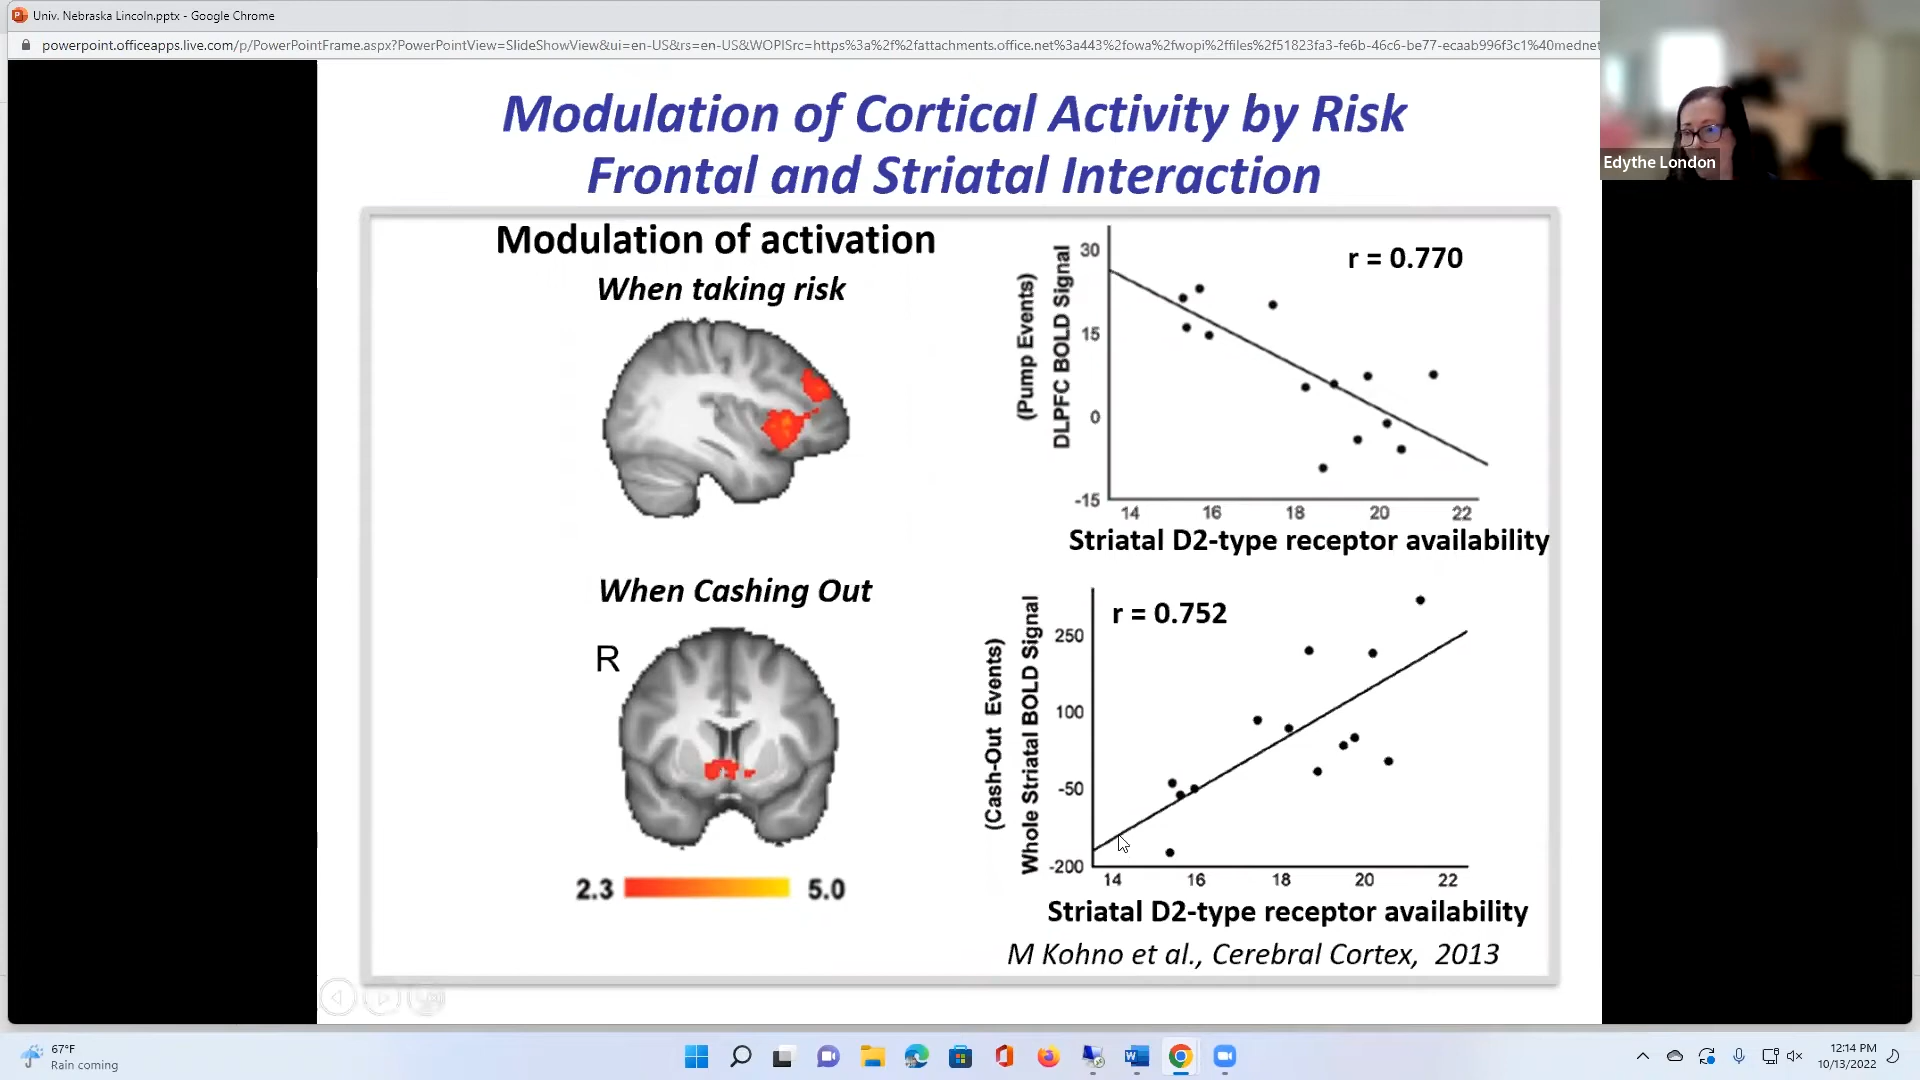 Univ. Nebraska Lincoln.pptx - Google Chrome
powerpoint.officeapps.live.com/p/PowerPointFrame.aspx?PowerPointView=SlideShowView&ui=en-US&rs=en-US&WOPISrc=https%3a%2f%2fattachments.office.net%3a443%2fowa%2fwopi%2ffiles%2f51823fa3-fe6b-46c6-be77-ecaab996f3c1%40mednet
Edythe London
Modulation of Cortical Activity by Risk
Frontal and Striatal Interaction
Modulation of activation
When taking risk
When Cashing Out
R
2.3
5.0
(Pump Events)
DLPFC BOLD Signal
30
15
0
-15
r = 0.770
14 16 18 20 22
Striatal D2-type receptor availability
(Cash-Out Events)
Whole Striatal BOLD Signal
250
100
-50
-200
r = 0.752
14 16 18 20 22
Striatal D2-type receptor availability
M Kohno et al., Cerebral Cortex, 2013
67°F
Rain coming
12:14 PM
10/13/2022